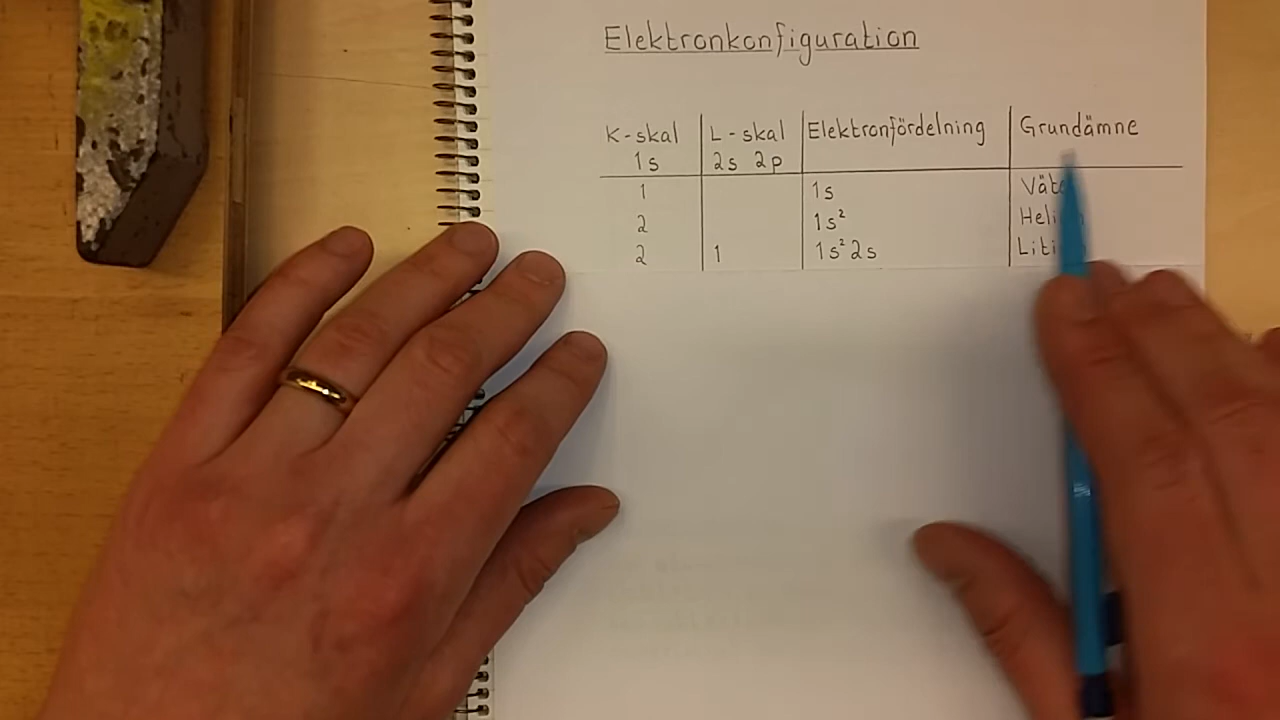 Elektronkonfiguration
K-skal L-skal Elektronfördelning Grundämne
1s 2s 2p
1 1s
2 1s²
2 1 1s² 2s